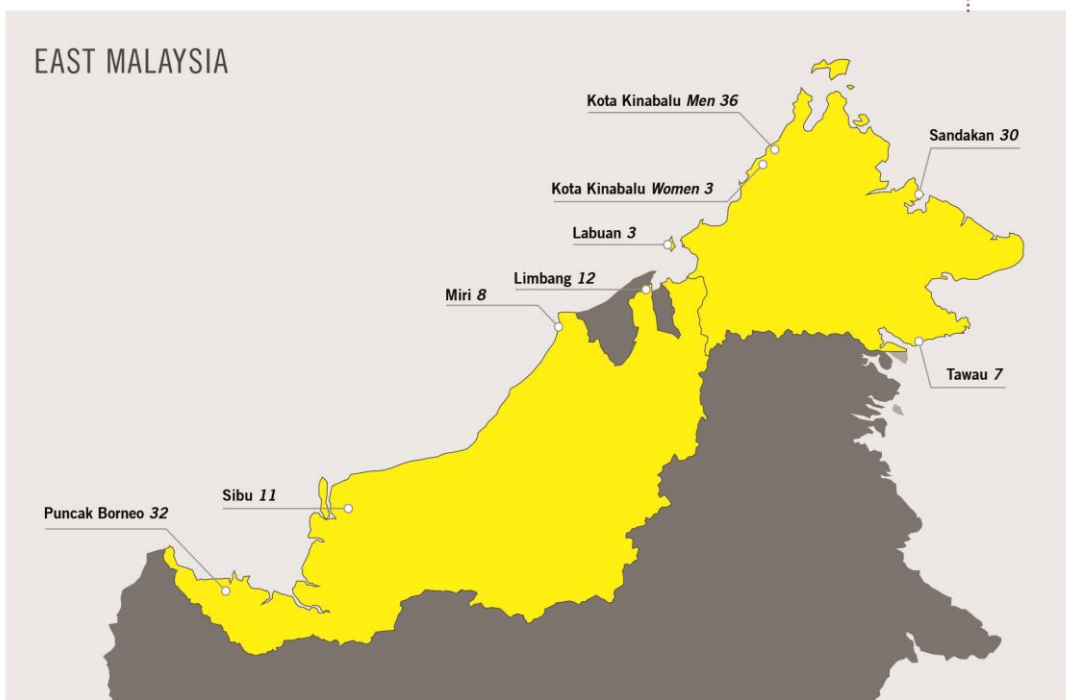 EAST MALAYSIA
Kota Kinabalu Men 36
Sandakan 30
Kota Kinabalu Women 3
Labuan 3
Limbang 12
Miri 8
Tawau 7
Sibu 11
Puncak Borneo 32